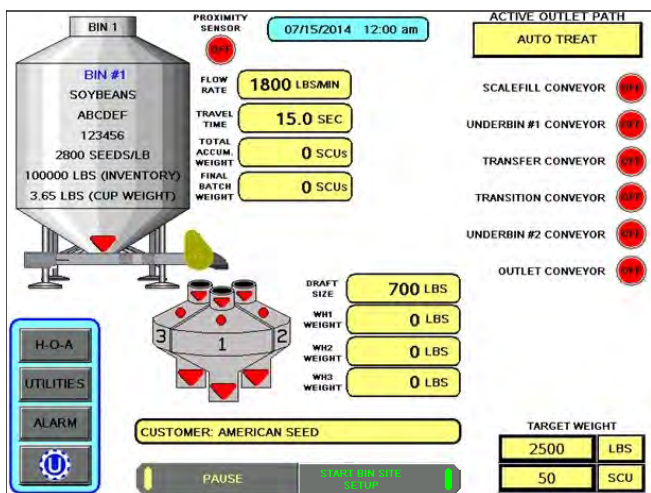 BIN 1
BIN #1
SOYBEANS
ABCDEF
123456
2800 SEEDS/LB
100000 LBS (INVENTORY)
3.65 LBS (CUP WEIGHT)
PROXIMITY
SENSOR
OFF
07/15/2014 12:00 am
FLOW
RATE
1800 LBS/MIN
TRAVEL
TIME
15.0 SEC
TOTAL
ACCUM.
WEIGHT
0 SCUs
FINAL
BATCH
WEIGHT
0 SCUs
ACTIVE OUTLET PATH
AUTO TREAT
SCALEFILL CONVEYOR OFF
UNDERBIN #1 CONVEYOR OFF
TRANSFER CONVEYOR OFF
TRANSITION CONVEYOR OFF
UNDERBIN #2 CONVEYOR OFF
OUTLET CONVEYOR OFF
3 1 2
DRAFT
SIZE
700 LBS
WH1
WEIGHT
0 LBS
WH2
WEIGHT
0 LBS
WH3
WEIGHT
0 LBS
H-O-A
UTILITIES
ALARM
U
CUSTOMER: AMERICAN SEED
PAUSE
START BIN SITE
SETUP
TARGET WEIGHT
2500 LBS
50 SCU